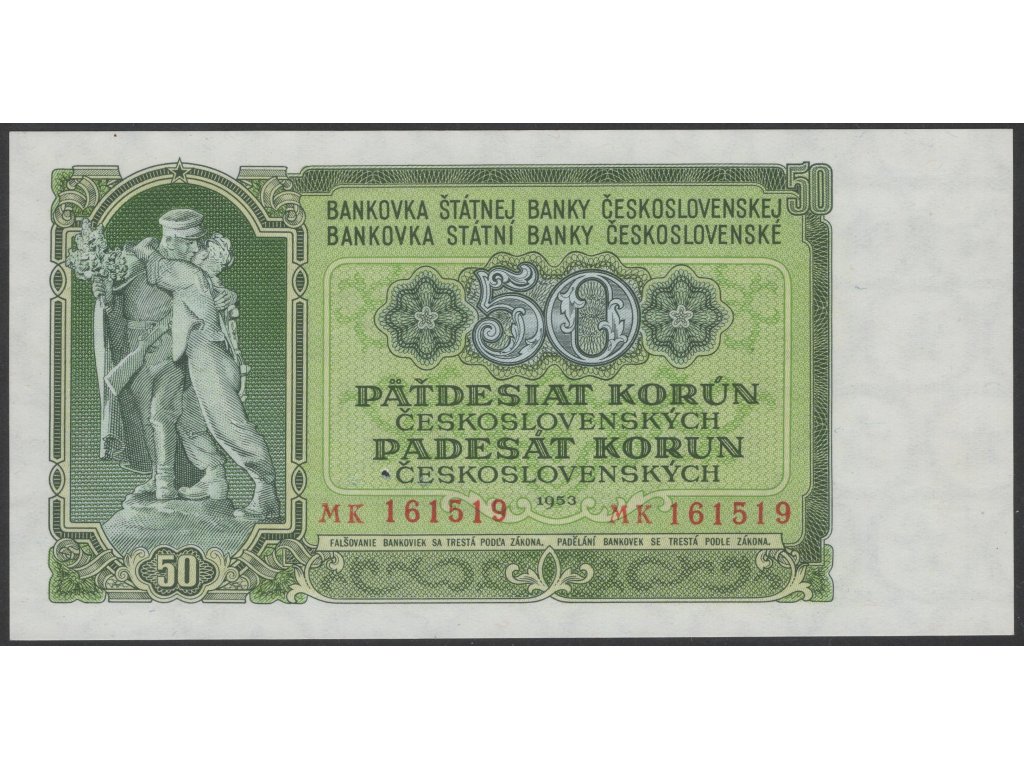 50
BANKOVKA ŠTÁTNEJ BANKY ČESKOSLOVENSKEJ
BANKOVKA STÁTNÍ BANKY ČESKOSLOVENSKÉ
50
PÄŤDESIAT KORÚN
ČESKOSLOVENSKÝCH
PADESÁT KORUN
ČESKOSLOVENSKÝCH
1953
MK 161519 MK 161519
FALŠOVANIE BANKOVIEK SA TRESTÁ PODĽA ZÁKONA. PADĚLÁNÍ BANKOVEK SE TRESTÁ PODLE ZÁKONA.
50